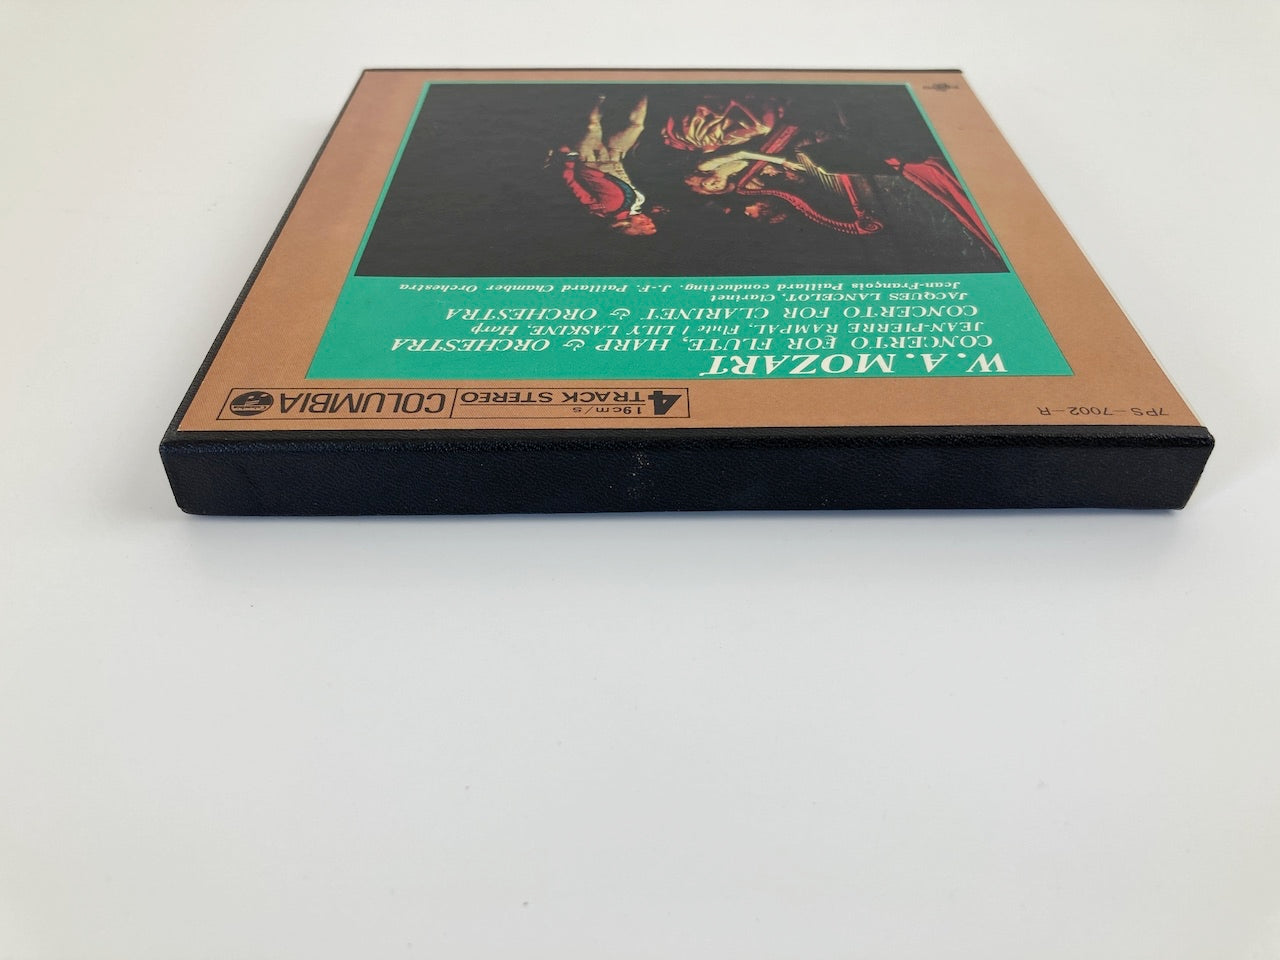 7PS-7002-R
19cm/s
4 TRACK STEREO
COLUMBIA
W. A. MOZART
CONCERTO FOR FLUTE, HARP & ORCHESTRA
JEAN-PIERRE RAMPAL, Flute / LILY LASKINE, Harp
CONCERTO FOR CLARINET & ORCHESTRA
JACQUES LANCELOT, Clarinet
Jean-François Paillard conducting, J.-F. Paillard Chamber Orchestra